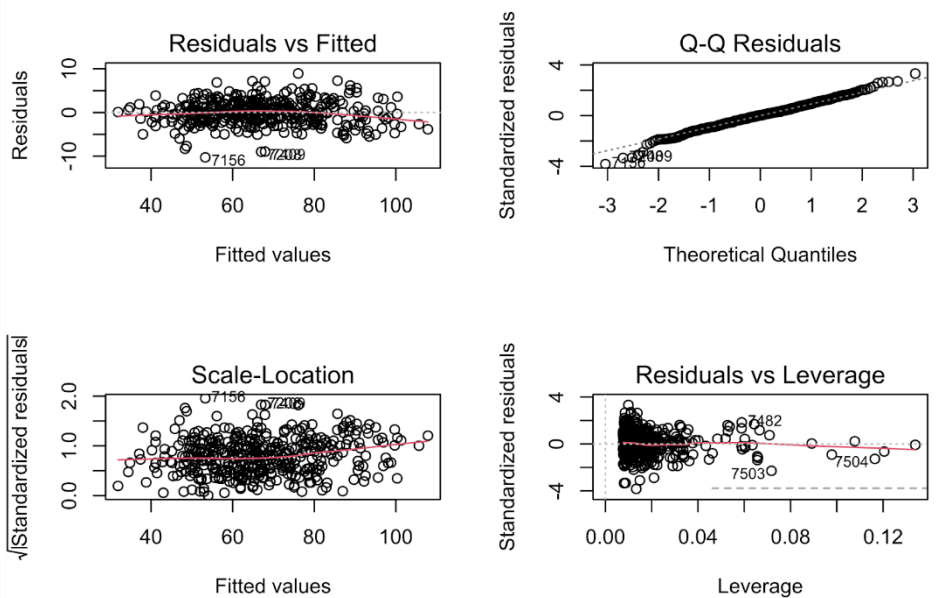 Residuals vs Fitted
Residuals
10
0
-10
7156
7209
40 60 80 100
Fitted values
Q-Q Residuals
Standardized residuals
4
0
-4
7156
-3 -2 -1 0 1 2 3
Theoretical Quantiles
Scale-Location
√|Standardized residuals|
2.0
1.0
0.0
7156
40 60 80 100
Fitted values
Residuals vs Leverage
Standardized residuals
4
0
-4
7482
7503
7504
0.00 0.04 0.08 0.12
Leverage